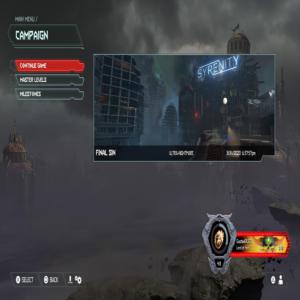 MAIN MENU /
CAMPAIGN
CONTINUE GAME
MASTER LEVELS
MILESTONES
SYRENITY
FINAL SIN
ULTRA-NIGHTMARE
SELECT
BACK